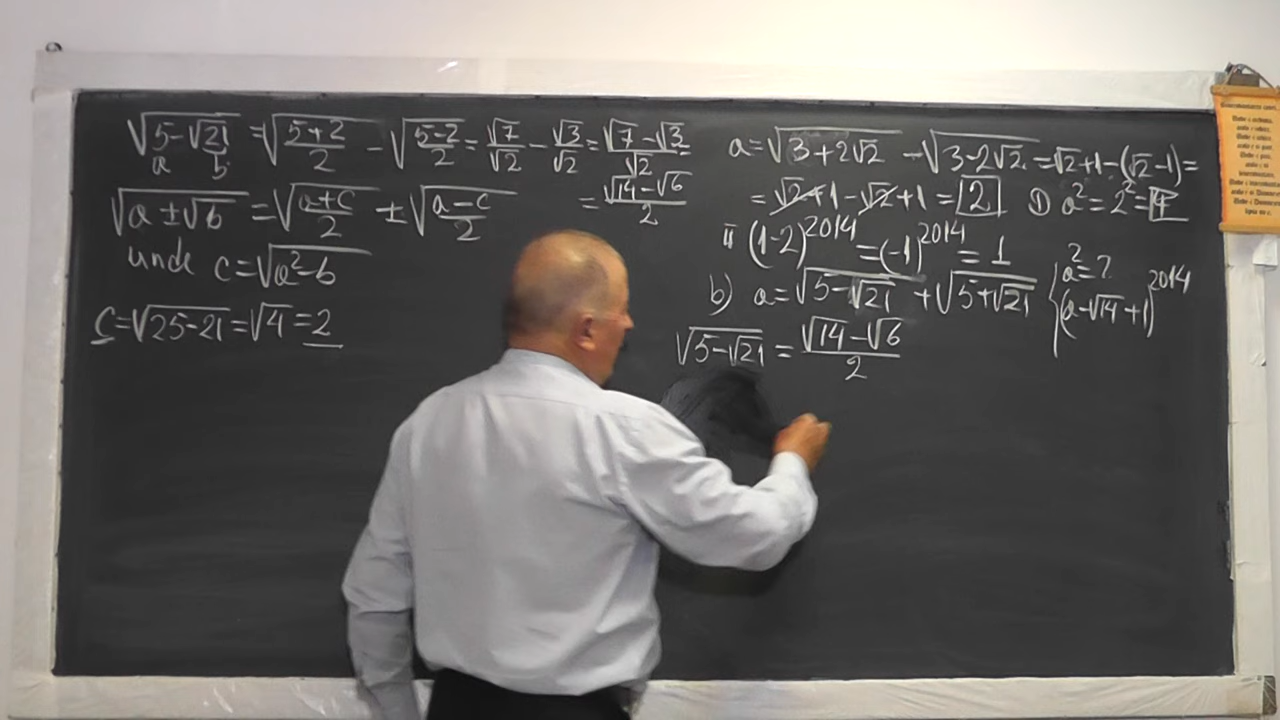 √(5-√21) = √((5+2)/2) - √((5-2)/2) = √7/√2 - √3/√2 = (√7-√3)/√2 =
a b
= (√14-√6)/2
√(a±√b) = √((a+c)/2) ± √((a-c)/2)
unde c=√(a²-b)
c=√(25-21)=√4=2
a=√(3+2√2) - √(3-2√2)=√2+1-(√2-1)=
= √2+1-√2+1=2 I) a²=2²=4
II (1-2)^2014 =(-1)^2014 = 1
b) a=√(5-√21) +√(5+√21)
a²=?
(a-√14+1)^2014
√(5-√21) = (√14-√6)/2